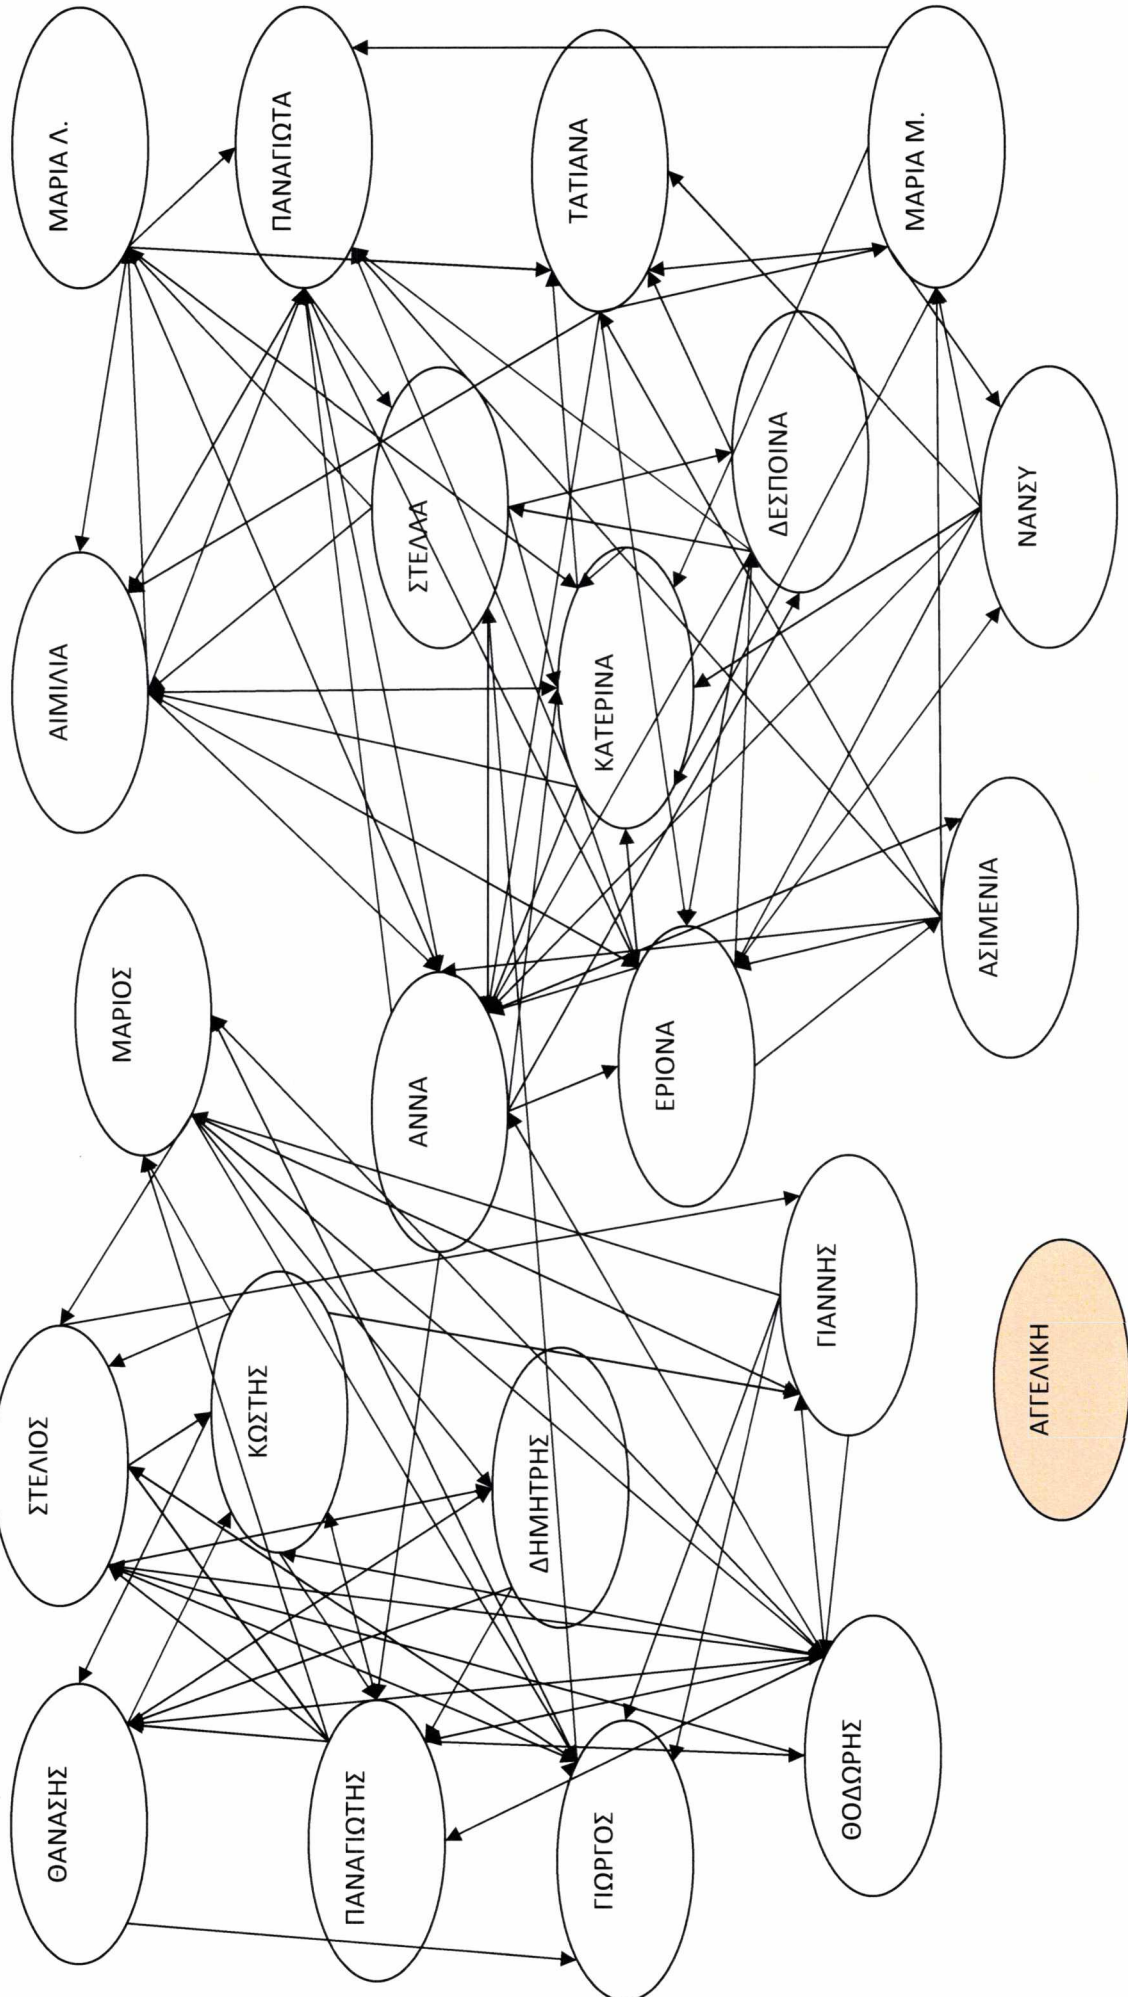 ΘΑΝΑΣΗΣ
ΣΤΕΛΙΟΣ
ΜΑΡΙΟΣ
ΑΙΜΙΛΙΑ
ΜΑΡΙΑ Λ.
ΚΩΣΤΗΣ
ΠΑΝΑΓΙΩΤΑ
ΠΑΝΑΓΙΩΤΗΣ
ΑΝΝΑ
ΣΤΕΛΛΑ
ΓΙΩΡΓΟΣ
ΔΗΜΗΤΡΗΣ
ΕΡΙΟΝΑ
ΚΑΤΕΡΙΝΑ
ΤΑΤΙΑΝΑ
ΘΟΔΩΡΗΣ
ΓΙΑΝΝΗΣ
ΔΕΣΠΟΙΝΑ
ΜΑΡΙΑ Μ.
ΑΓΓΕΛΙΚΗ
ΑΣΙΜΕΝΙΑ
ΝΑΝΣΥ